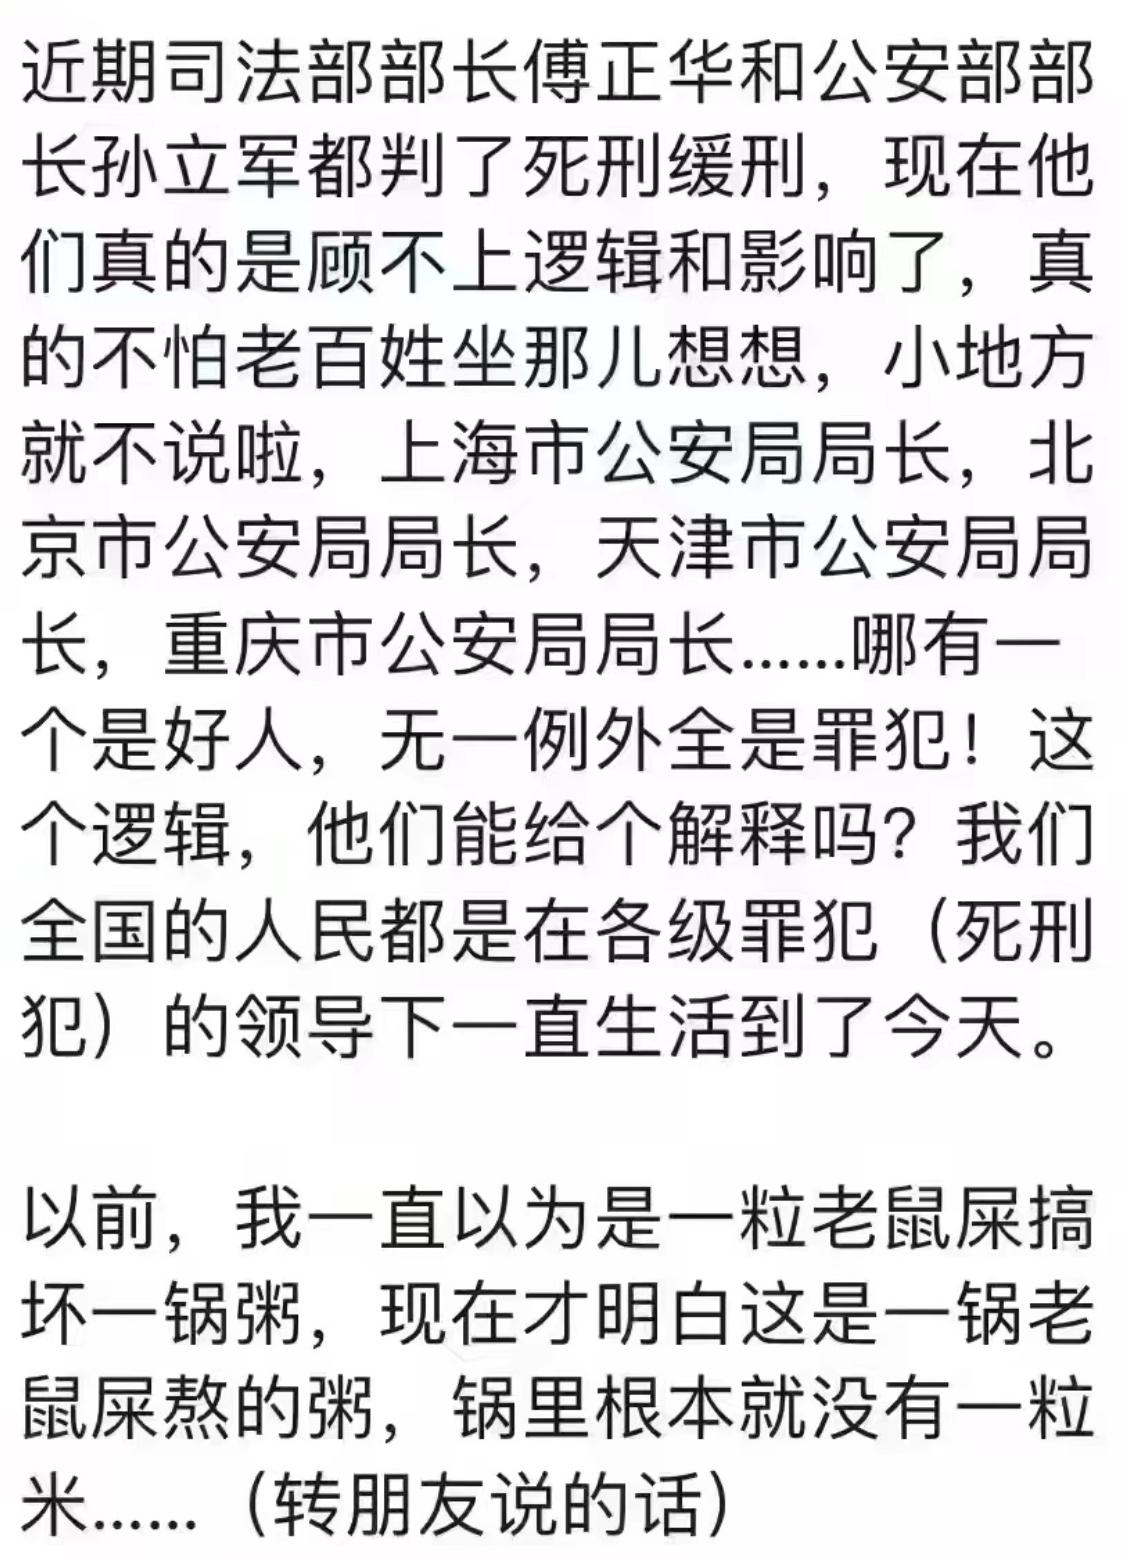 近期司法部部长傅正华和公安部部
长孙立军都判了死刑缓刑，现在他
们真的是顾不上逻辑和影响了，真
的不怕老百姓坐那儿想想，小地方
就不说啦，上海市公安局局长，北
京市公安局局长，天津市公安局局
长，重庆市公安局局长……哪有一
个是好人，无一例外全是罪犯！这
个逻辑，他们能给个解释吗？我们
全国的人民都是在各级罪犯（死刑
犯）的领导下一直生活到了今天。
以前，我一直以为是一粒老鼠屎搞
坏一锅粥，现在才明白这是一锅老
鼠屎熬的粥，锅里根本就没有一粒
米……（转朋友说的话）